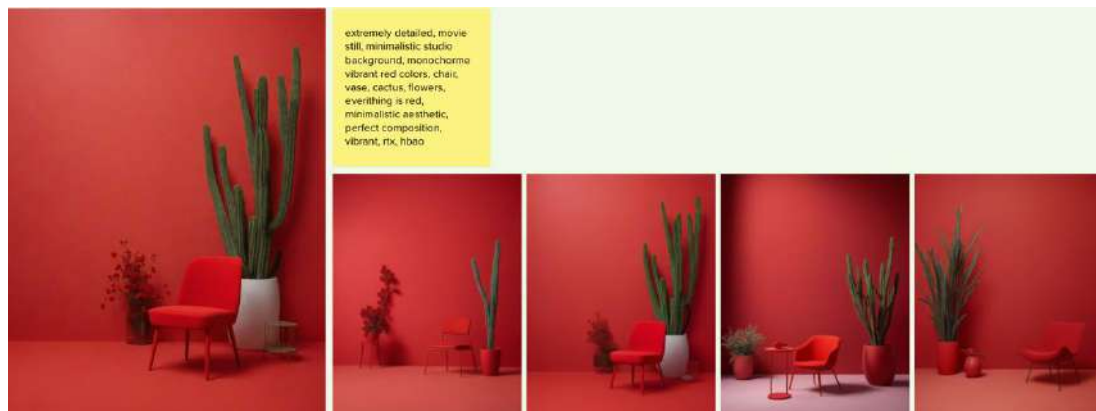 extremely detailed, movie
still, minimalistic studio
background, monochorme
vibrant red colors, chair,
vase, cactus, flowers,
everithing is red,
minimalistic aesthetic,
perfect composition,
vibrant, rtx, hbao